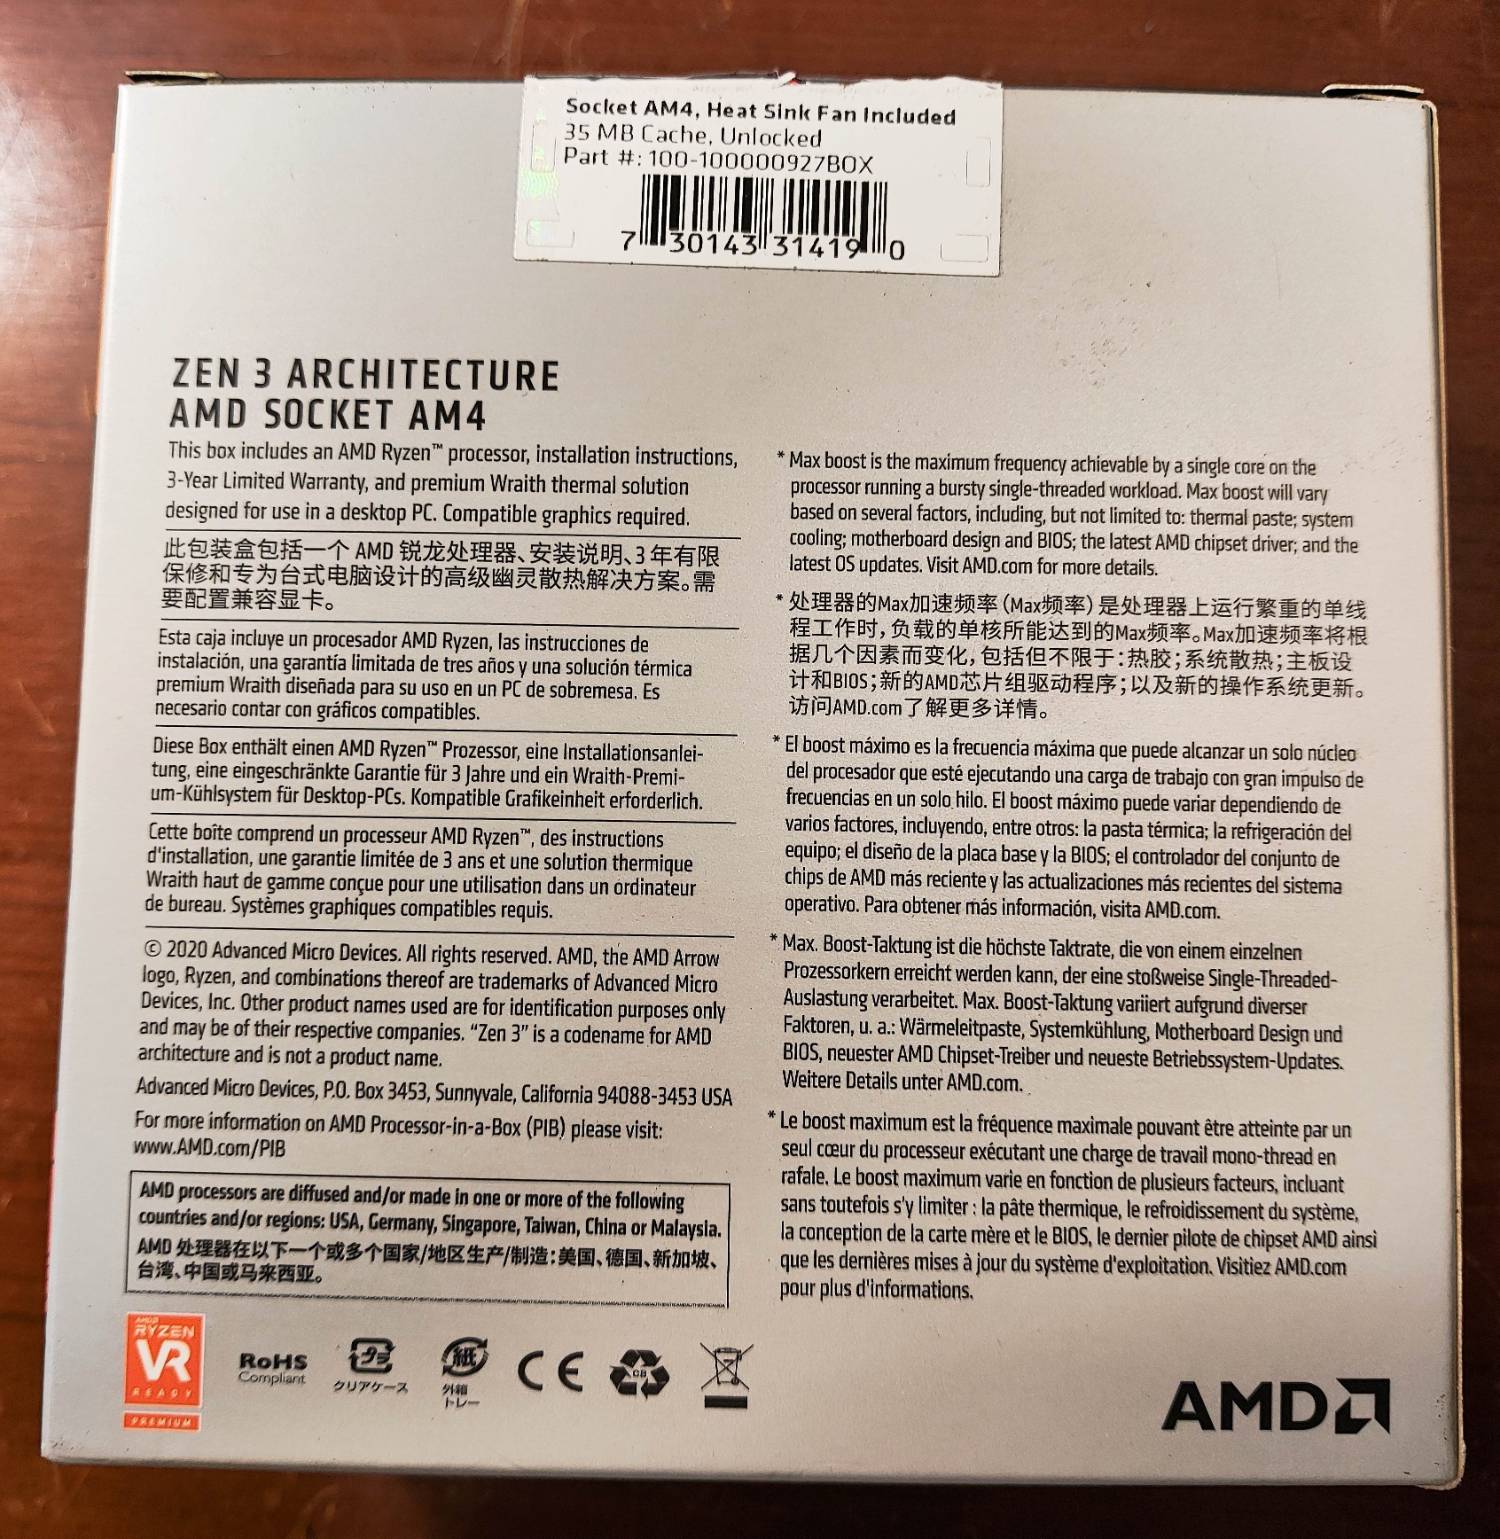 Socket AM4, Heat Sink Fan Included
35 MB Cache, Unlocked
Part #: 100-100000927BOX
7 30143 31419 0
ZEN 3 ARCHITECTURE
AMD SOCKET AM4
This box includes an AMD Ryzen™ processor, installation instructions,
3-Year Limited Warranty, and premium Wraith thermal solution
designed for use in a desktop PC. Compatible graphics required.
此包装盒包括一个 AMD 锐龙处理器、安装说明、3 年有限
保修和专为台式电脑设计的高级幽灵散热解决方案。需
要配置兼容显卡。
Esta caja incluye un procesador AMD Ryzen, las instrucciones de
instalación, una garantía limitada de tres años y una solución térmica
premium Wraith diseñada para su uso en un PC de sobremesa. Es
necesario contar con gráficos compatibles.
Diese Box enthält einen AMD Ryzen™ Prozessor, eine Installationsanlei-
tung, eine eingeschränkte Garantie für 3 Jahre und ein Wraith-Premi-
um-Kühlsystem für Desktop-PCs. Kompatible Grafikeinheit erforderlich.
Cette boîte comprend un processeur AMD Ryzen™, des instructions
d'installation, une garantie limitée de 3 ans et une solution thermique
Wraith haut de gamme conçue pour une utilisation dans un ordinateur
de bureau. Systèmes graphiques compatibles requis.
© 2020 Advanced Micro Devices. All rights reserved. AMD, the AMD Arrow
logo, Ryzen, and combinations thereof are trademarks of Advanced Micro
Devices, Inc. Other product names used are for identification purposes only
and may be of their respective companies. “Zen 3” is a codename for AMD
architecture and is not a product name.
Advanced Micro Devices, P.O. Box 3453, Sunnyvale, California 94088-3453 USA
For more information on AMD Processor-in-a-Box (PIB) please visit:
www.AMD.com/PIB
AMD processors are diffused and/or made in one or more of the following
countries and/or regions: USA, Germany, Singapore, Taiwan, China or Malaysia.
AMD 处理器在以下一个或多个国家/地区生产/制造：美国、德国、新加坡、
台湾、中国或马来西亚。
* Max boost is the maximum frequency achievable by a single core on the
processor running a bursty single-threaded workload. Max boost will vary
based on several factors, including, but not limited to: thermal paste; system
cooling; motherboard design and BIOS; the latest AMD chipset driver; and the
latest OS updates. Visit AMD.com for more details.
* 处理器的Max加速频率（Max频率）是处理器上运行繁重的单线
程工作时，负载的单核所能达到的Max频率。Max加速频率将根
据几个因素而变化，包括但不限于：热胶；系统散热；主板设
计和BIOS；新的AMD芯片组驱动程序；以及新的操作系统更新。
访问AMD.com了解更多详情。
* El boost máximo es la frecuencia máxima que puede alcanzar un solo núcleo
del procesador que esté ejecutando una carga de trabajo con gran impulso de
frecuencias en un solo hilo. El boost máximo puede variar dependiendo de
varios factores, incluyendo, entre otros: la pasta térmica; la refrigeración del
equipo; el diseño de la placa base y la BIOS; el controlador del conjunto de
chips de AMD más reciente y las actualizaciones más recientes del sistema
operativo. Para obtener más información, visita AMD.com.
* Max. Boost-Taktung ist die höchste Taktrate, die von einem einzelnen
Prozessorkern erreicht werden kann, der eine stoßweise Single-Threaded-
Auslastung verarbeitet. Max. Boost-Taktung variiert aufgrund diverser
Faktoren, u. a.: Wärmeleitpaste, Systemkühlung, Motherboard Design und
BIOS, neuester AMD Chipset-Treiber und neueste Betriebssystem-Updates.
Weitere Details unter AMD.com.
* Le boost maximum est la fréquence maximale pouvant être atteinte par un
seul cœur du processeur exécutant une charge de travail mono-thread en
rafale. Le boost maximum varie en fonction de plusieurs facteurs, incluant
sans toutefois s'y limiter : la pâte thermique, le refroidissement du système,
la conception de la carte mère et le BIOS, le dernier pilote de chipset AMD ainsi
que les dernières mises à jour du système d'exploitation. Visitiez AMD.com
pour plus d'informations.
AMD
RYZEN
VR
READY
PREMIUM
RoHS
Compliant
プラ
クリアケース
紙
外箱
トレー
CE
CB
AMD